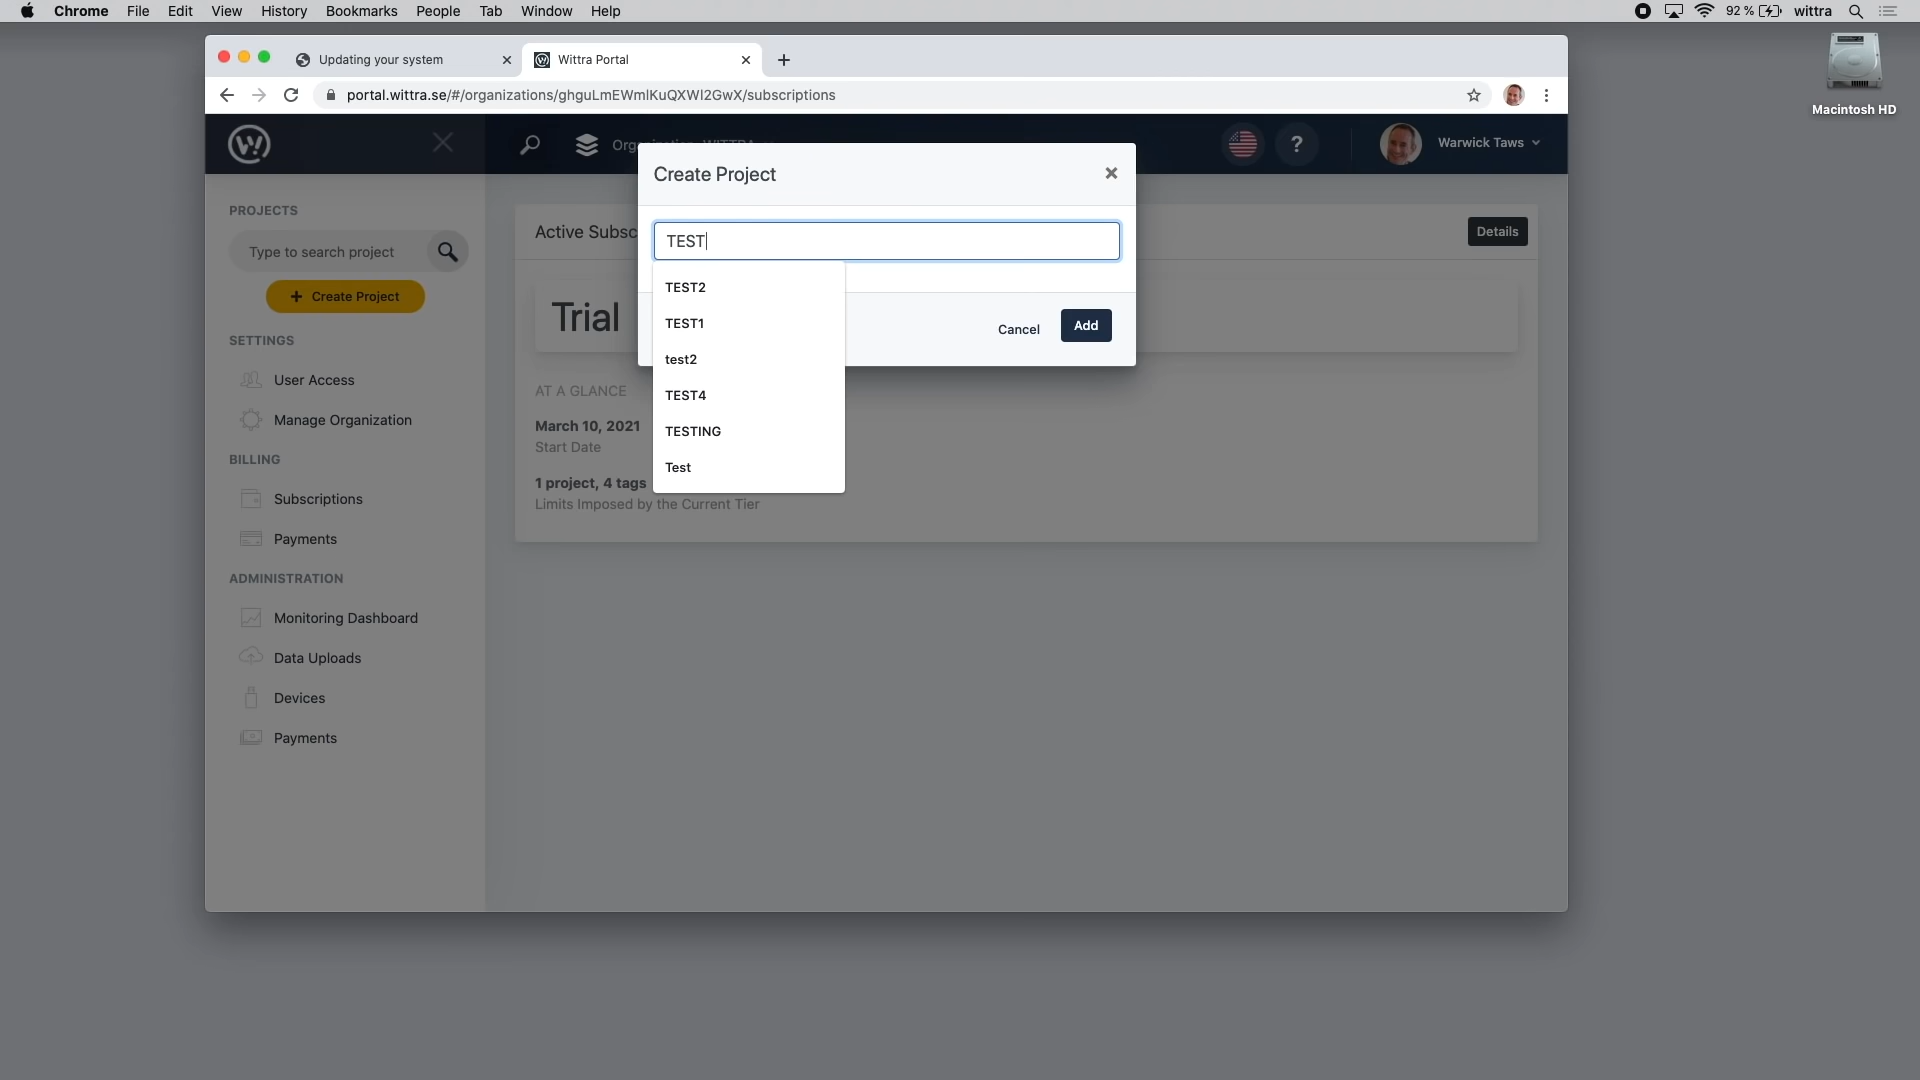 Chrome File Edit View History Bookmarks People Tab Window Help
92 % wittra
Macintosh HD
Updating your system
Wittra Portal
portal.wittra.se/#/organizations/ghguLmEWmlKuQXWI2GwX/subscriptions
W!
? Warwick Taws
PROJECTS
Type to search project
+ Create Project
SETTINGS
User Access
Manage Organization
BILLING
Subscriptions
Payments
ADMINISTRATION
Monitoring Dashboard
Data Uploads
Devices
Payments
Create Project
TEST
TEST2
TEST1
test2
TEST4
TESTING
Test
Cancel Add
Active Subsc
Details
Trial
AT A GLANCE
March 10, 2021
Start Date
1 project, 4 tags
Limits Imposed by the Current Tier